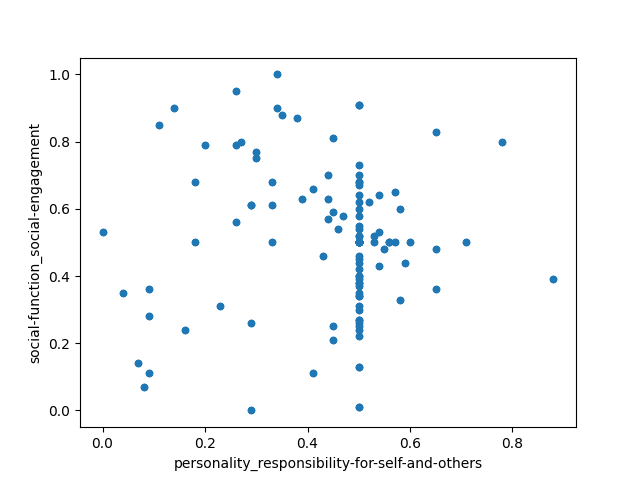 1.0
0.8
0.6
0.4
0.2
0.0
social-function_social-engagement
0.0 0.2 0.4 0.6 0.8
personality_responsibility-for-self-and-others